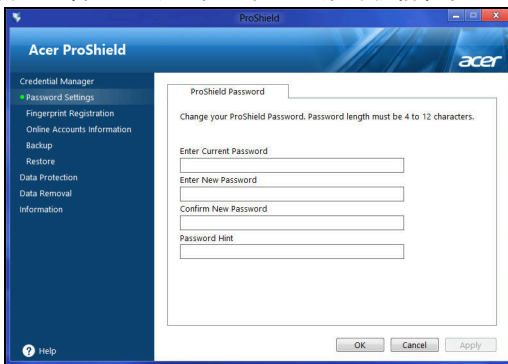 ProShield
Acer ProShield
acer
Credential Manager
Password Settings
Fingerprint Registration
Online Accounts Information
Backup
Restore
Data Protection
Data Removal
Information
ProShield Password
Change your ProShield Password. Password length must be 4 to 12 characters.
Enter Current Password
Enter New Password
Confirm New Password
Password Hint
? Help
OK
Cancel
Apply